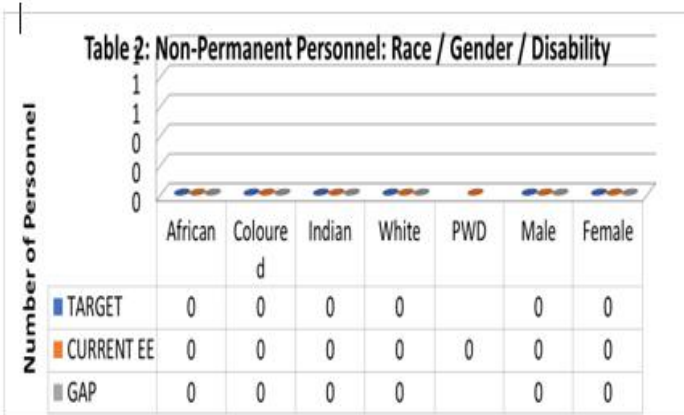 Table 2: Non-Permanent Personnel: Race / Gender / Disability
Number of Personnel
1
1
1
0
0
0
African Coloured Indian White PWD Male Female
TARGET 0 0 0 0 0 0
CURRENT EE 0 0 0 0 0 0 0
GAP 0 0 0 0 0 0